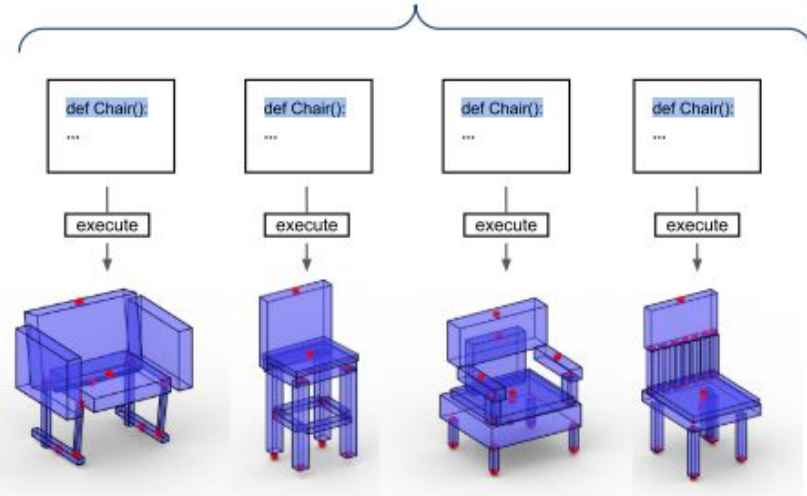 def Chair():
...
def Chair():
...
def Chair():
...
def Chair():
...
execute
execute
execute
execute